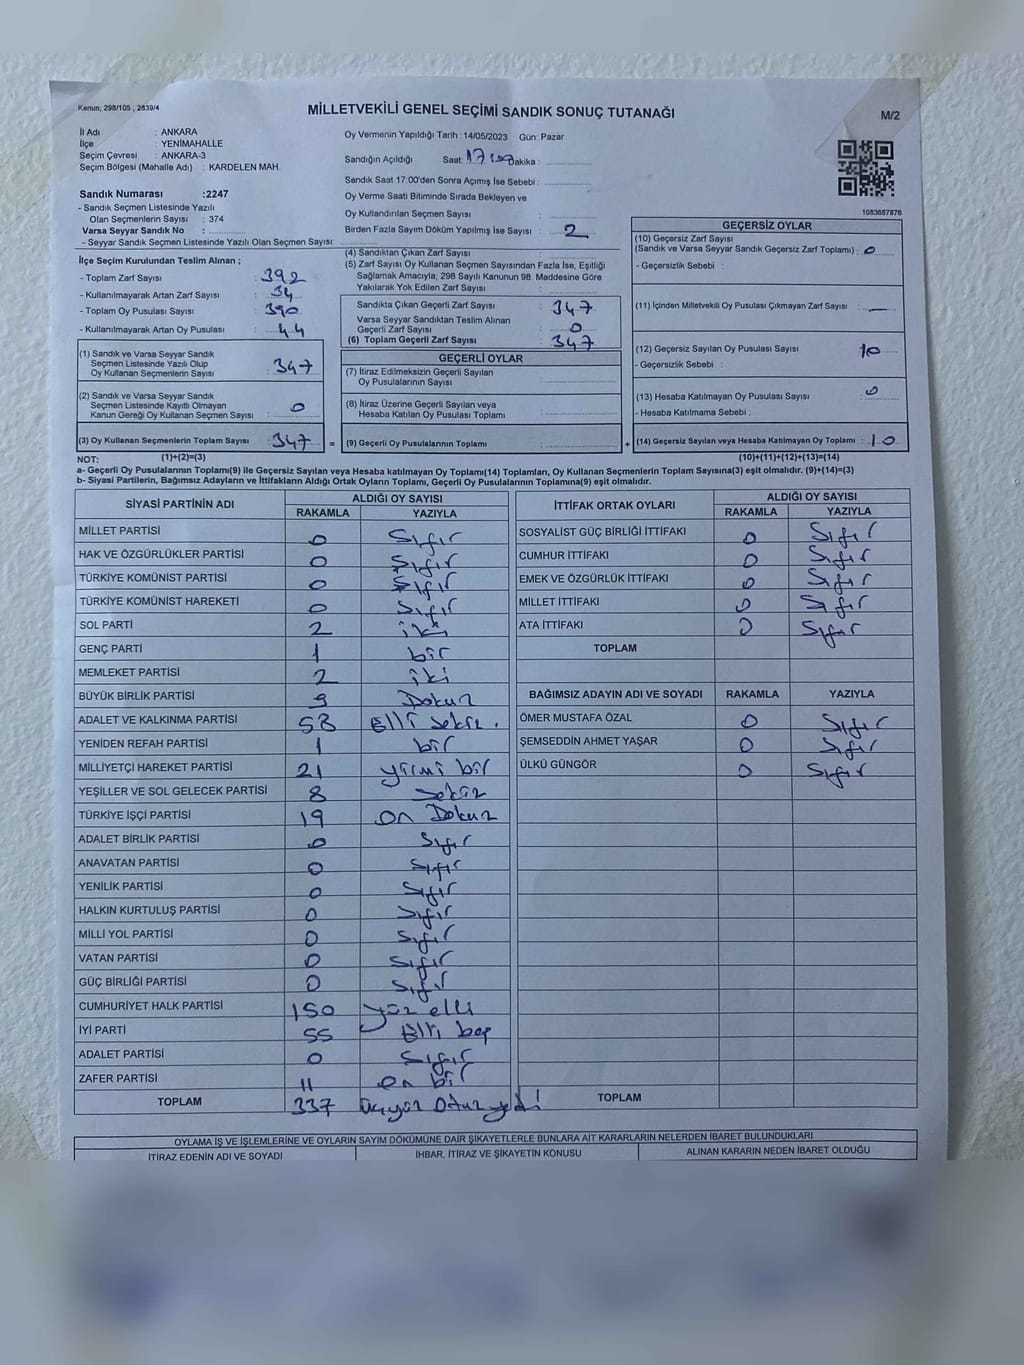 Kanun; 298/105 , 2839/4
MİLLETVEKİLİ GENEL SEÇİMİ SANDIK SONUÇ TUTANAĞI
M/2
İl Adı : ANKARA
İlçe : YENİMAHALLE
Seçim Çevresi : ANKARA-3
Seçim Bölgesi (Mahalle Adı) : KARDELEN MAH.
Sandık Numarası :2247
- Sandık Seçmen Listesinde Yazılı
Olan Seçmenlerin Sayısı : 374
Varsa Seyyar Sandık No :
- Seyyar Sandık Seçmen Listesinde Yazılı Olan Seçmen Sayısı:
Oy Vermenin Yapıldığı Tarih :14/05/2023 Gün: Pazar
Sandığın Açıldığı Saat: 17 Dakika :
Sandık Saat 17:00'den Sonra Açımış İse Sebebi :
Oy Verme Saati Bitiminde Sırada Bekleyen ve
Oy Kullandırılan Seçmen Sayısı :
Birden Fazla Sayım Döküm Yapılmış İse Sayısı : 2
1083687876
İlçe Seçim Kurulundan Teslim Alınan ;
- Toplam Zarf Sayısı : 392
- Kullanılmayarak Artan Zarf Sayısı : 34
- Toplam Oy Pusulası Sayısı : 390
- Kullanılmayarak Artan Oy Pusulası : 44
(1) Sandık ve Varsa Seyyar Sandık
Seçmen Listesinde Yazılı Olup
Oy Kullanan Seçmenlerin Sayısı : 347
(2) Sandık ve Varsa Seyyar Sandık
Seçmen Listesinde Kayıtlı Olmayan
Kanun Gereği Oy Kullanan Seçmen Sayısı : 0
(3) Oy Kullanan Seçmenlerin Toplam Sayısı : 347 =
(4) Sandıktan Çıkan Zarf Sayısı :
(5) Zarf Sayısı Oy Kullanan Seçmen Sayısından Fazla İse, Eşitliği
Sağlamak Amacıyla, 298 Sayılı Kanunun 98. Maddesine Göre
Yakılarak Yok Edilen Zarf Sayısı :
Sandıkta Çıkan Geçerli Zarf Sayısı : 347
Varsa Seyyar Sandıktan Teslim Alınan
Geçerli Zarf Sayısı : 0
(6) Toplam Geçerli Zarf Sayısı : 347
GEÇERLİ OYLAR
(7) İtiraz Edilmeksizin Geçerli Sayılan
Oy Pusulalarının Sayısı :
(8) İtiraz Üzerine Geçerli Sayılan veya
Hesaba Katılan Oy Pusulası Toplamı :
(9) Geçerli Oy Pusulalarının Toplamı : +
GEÇERSİZ OYLAR
(10) Geçersiz Zarf Sayısı
(Sandık ve Varsa Seyyar Sandık Geçersiz Zarf Toplamı) : 0
- Geçersizlik Sebebi :
(11) İçinden Milletvekili Oy Pusulası Çıkmayan Zarf Sayısı : —
(12) Geçersiz Sayılan Oy Pusulası Sayısı : 10
- Geçersizlik Sebebi :
(13) Hesaba Katılmayan Oy Pusulası Sayısı : 0
- Hesaba Katılmama Sebebi :
(14) Geçersiz Sayılan veya Hesaba Katılmayan Oy Toplamı : 10
NOT: (1)+(2)=(3) (10)+(11)+(12)+(13)=(14)
a- Geçerli Oy Pusulalarının Toplamı(9) ile Geçersiz Sayılan veya Hesaba katılmayan Oy Toplamı(14) Toplamları, Oy Kullanan Seçmenlerin Toplam Sayısına(3) eşit olmalıdır. (9)+(14)=(3)
b- Siyasi Partilerin, Bağımsız Adayların ve İttifakların Aldığı Ortak Oyların Toplamı, Geçerli Oy Pusulalarının Toplamına(9) eşit olmalıdır.
SİYASİ PARTİNİN ADI ALDIĞI OY SAYISI
RAKAMLA YAZIYLA
MİLLET PARTİSİ 0 Sıfır
HAK VE ÖZGÜRLÜKLER PARTİSİ 0 Sıfır
TÜRKİYE KOMÜNİST PARTİSİ 0 Sıfır
TÜRKİYE KOMÜNİST HAREKETİ 0 Sıfır
SOL PARTİ 2 iki
GENÇ PARTİ 1 bir
MEMLEKET PARTİSİ 2 iki
BÜYÜK BİRLİK PARTİSİ 9 Dokuz
ADALET VE KALKINMA PARTİSİ 58 Elli sekiz.
YENİDEN REFAH PARTİSİ 1 bir
MİLLİYETÇİ HAREKET PARTİSİ 21 yirmi bir
YEŞİLLER VE SOL GELECEK PARTİSİ 8 sekiz
TÜRKİYE İŞÇİ PARTİSİ 19 On Dokuz
ADALET BİRLİK PARTİSİ 0 Sıfır
ANAVATAN PARTİSİ 0 Sıfır
YENİLİK PARTİSİ 0 Sıfır
HALKIN KURTULUŞ PARTİSİ 0 Sıfır
MİLLİ YOL PARTİSİ 0 Sıfır
VATAN PARTİSİ 0 Sıfır
GÜÇ BİRLİĞİ PARTİSİ 0 Sıfır
CUMHURİYET HALK PARTİSİ 150 yüz elli
İYİ PARTİ 55 Elli beş
ADALET PARTİSİ 0 Sıfır
ZAFER PARTİSİ 11 On bir
TOPLAM 337 üçyüz Otuz yedi
İTTİFAK ORTAK OYLARI ALDIĞI OY SAYISI
RAKAMLA YAZIYLA
SOSYALİST GÜÇ BİRLİĞİ İTTİFAKI 0 Sıfır
CUMHUR İTTİFAKI 0 Sıfır
EMEK VE ÖZGÜRLÜK İTTİFAKI 0 Sıfır
MİLLET İTTİFAKI 0 Sıfır
ATA İTTİFAKI 0 Sıfır
TOPLAM
BAĞIMSIZ ADAYIN ADI VE SOYADI RAKAMLA YAZIYLA
ÖMER MUSTAFA ÖZAL 0 Sıfır
ŞEMSEDDİN AHMET YAŞAR 0 Sıfır
ÜLKÜ GÜNGÖR 0 Sıfır
TOPLAM
OYLAMA İŞ VE İŞLEMLERİNE VE OYLARIN SAYIM DÖKÜMÜNE DAİR ŞİKAYETLERLE BUNLARA AİT KARARLARIN NELERDEN İBARET BULUNDUKLARI
İTİRAZ EDENİN ADI VE SOYADI İHBAR, İTİRAZ VE ŞİKAYETİN KONUSU ALINAN KARARIN NEDEN İBARET OLDUĞU